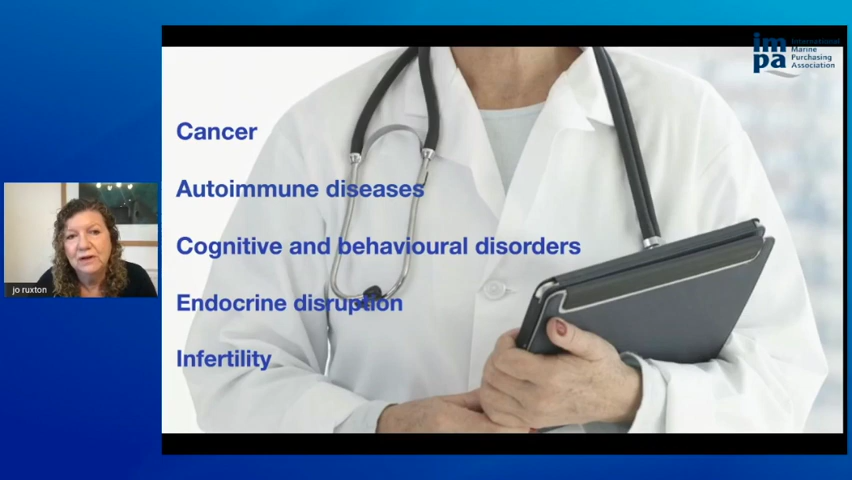 impa International
Marine
Purchasing
Association
Cancer
Autoimmune diseases
Cognitive and behavioural disorders
Endocrine disruption
Infertility
jo ruxton